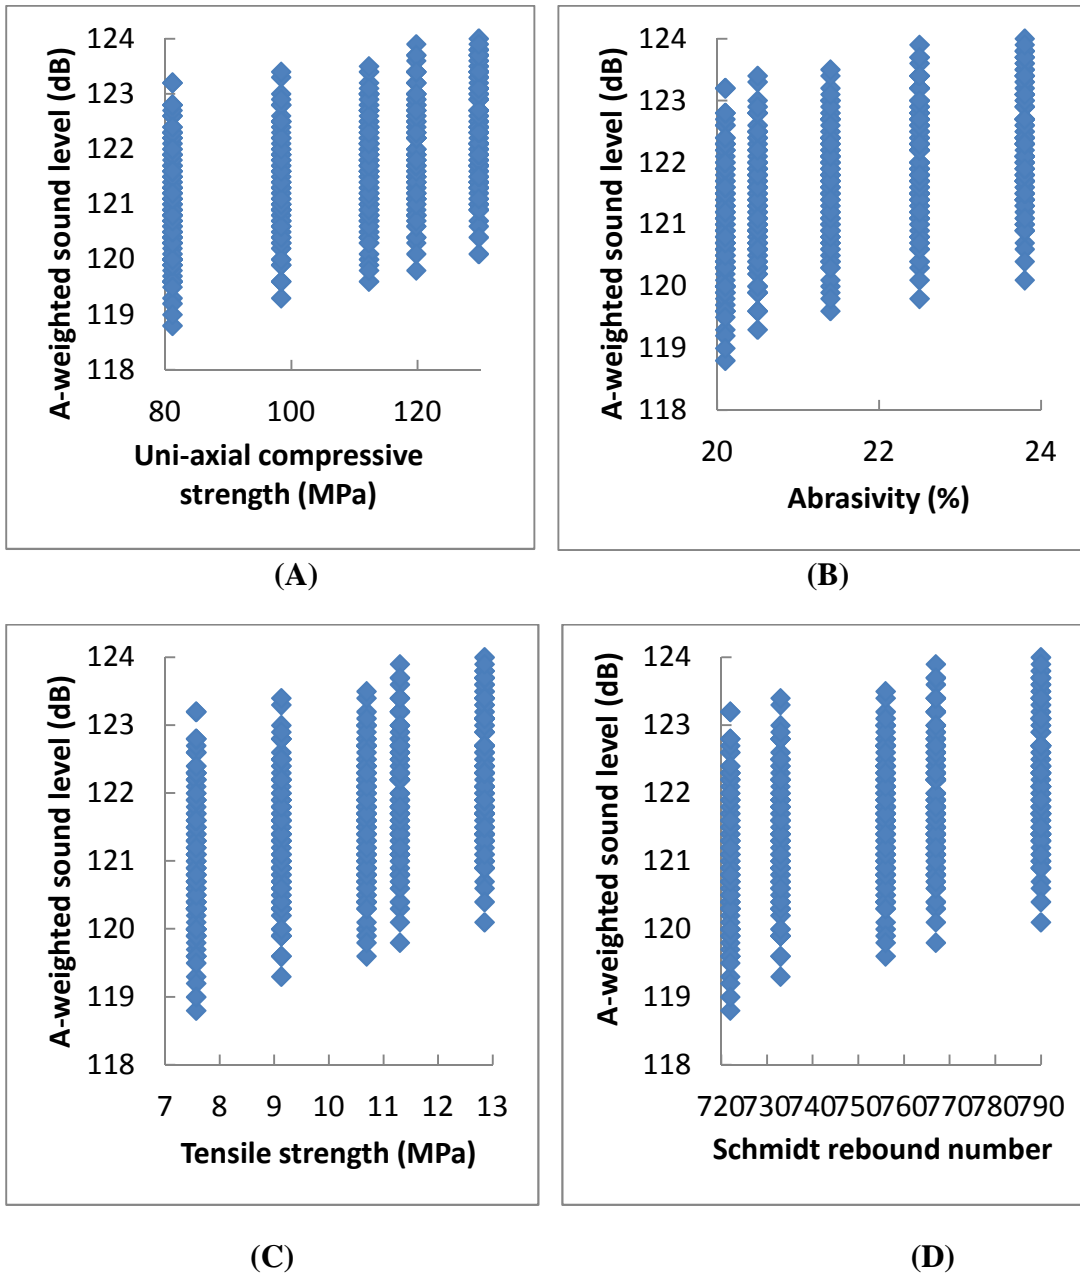 A-weighted sound level (dB)
124
123
122
121
120
119
118
80 100 120
Uni-axial compressive
strength (MPa)
(A)
A-weighted sound level (dB)
124
123
122
121
120
119
118
20 22 24
Abrasivity (%)
(B)
A-weighted sound level (dB)
124
123
122
121
120
119
118
7 8 9 10 11 12 13
Tensile strength (MPa)
(C)
A-weighted sound level (dB)
124
123
122
121
120
119
118
720730740750760770780790
Schmidt rebound number
(D)